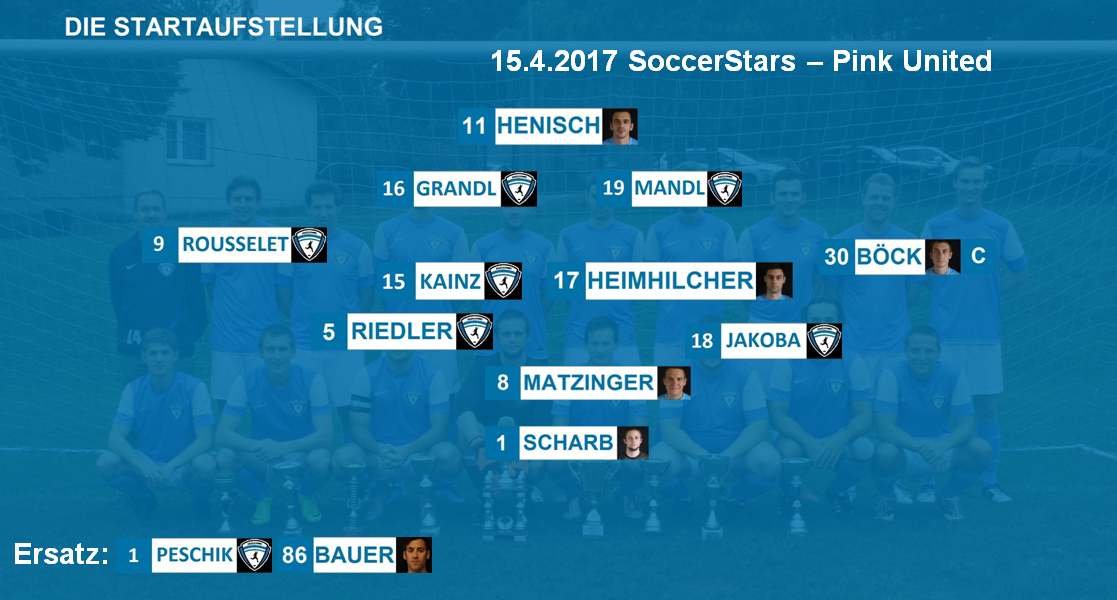 DIE STARTAUFSTELLUNG
15.4.2017 SoccerStars – Pink United
11 HENISCH
16 GRANDL 19 MANDL
9 ROUSSELET 30 BÖCK C
15 KAINZ 17 HEIMHILCHER
5 RIEDLER 18 JAKOBA
8 MATZINGER
1 SCHARB
Ersatz: 1 PESCHIK 86 BAUER